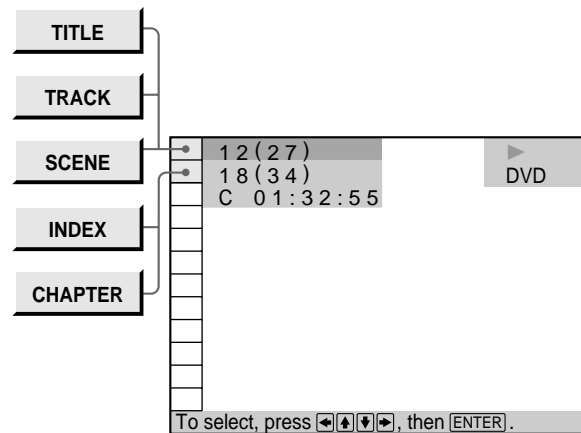 TITLE
TRACK
SCENE
INDEX
CHAPTER
12(27)
18(34)
C 01:32:55
DVD
To select, press ←↑↓→, then ENTER.